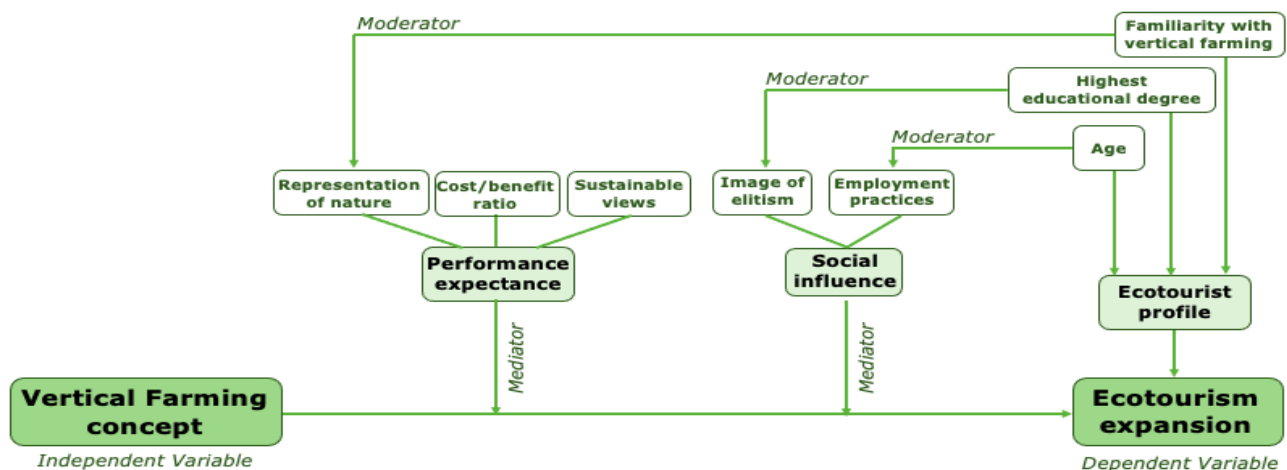 Moderator
Familiarity with
vertical farming
Moderator
Highest
educational degree
Moderator
Age
Representation
of nature
Cost/benefit
ratio
Sustainable
views
Image of
elitism
Employment
practices
Performance
expectance
Social
influence
Ecotourist
profile
Mediator
Mediator
Vertical Farming
concept
Ecotourism
expansion
Independent Variable
Dependent Variable